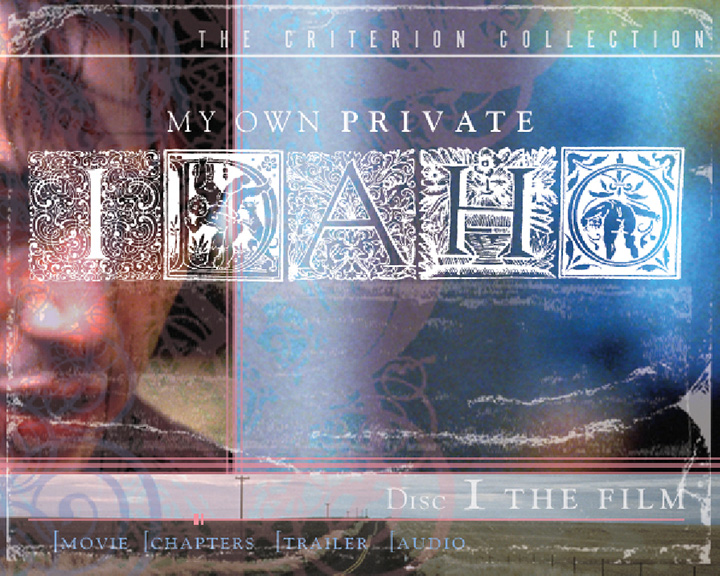 THE CRITERION COLLECTION
MY OWN PRIVATE
IDAHO
Disc I THE FILM
[MOVIE [CHAPTERS [TRAILER [AUDIO